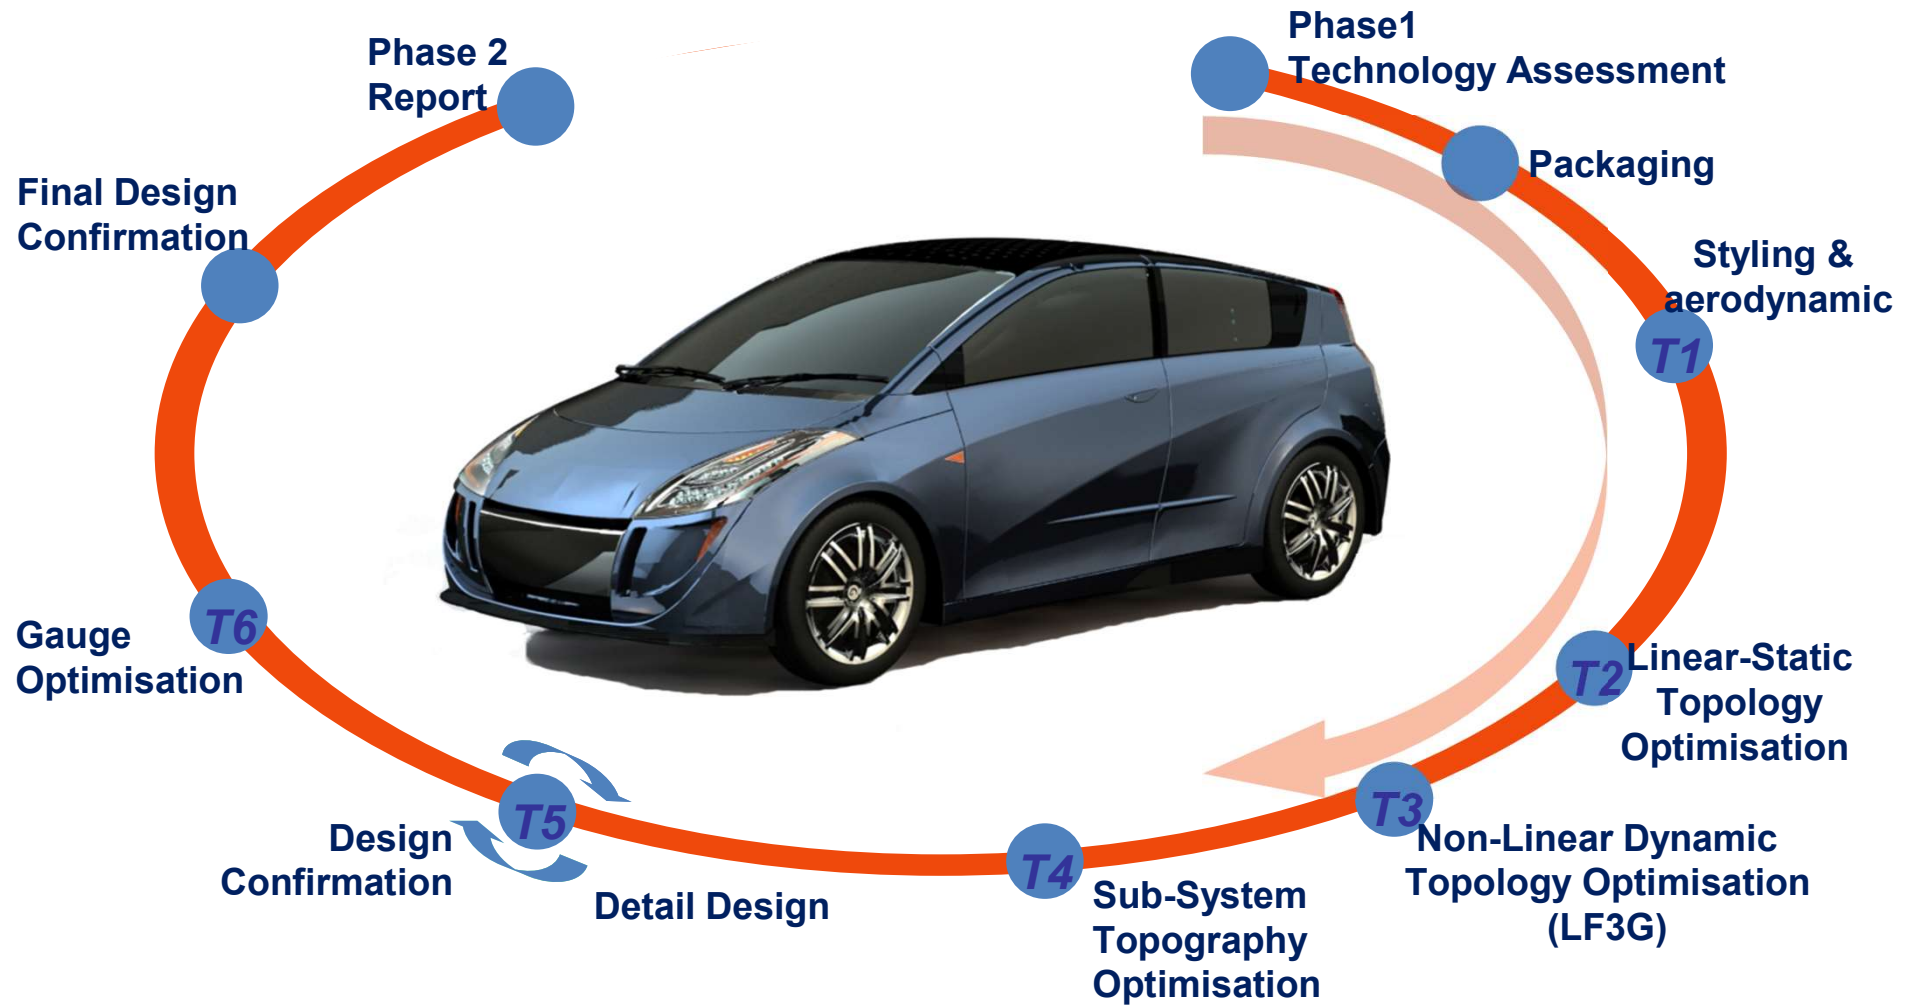 Phase1
Technology Assessment
Packaging
Styling &
aerodynamic
T1
T2
Linear-Static
Topology
Optimisation
T3
Non-Linear Dynamic
Topology Optimisation
(LF3G)
T4
Sub-System
Topography
Optimisation
Detail Design
T5
Design
Confirmation
T6
Gauge
Optimisation
Final Design
Confirmation
Phase 2
Report